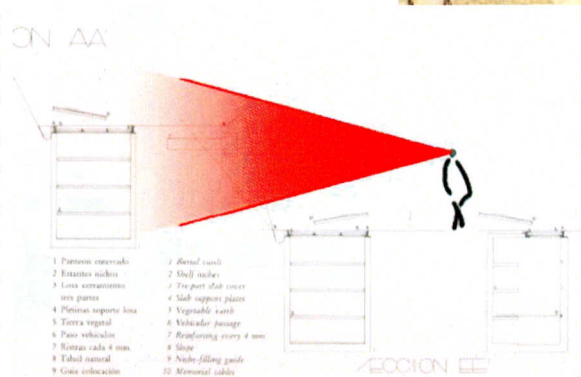 ON AA'
1 Panteon enterrado
2 Estantes nichos
3 Losa cerramiento
tres partes
4 Pletinas soporte losa
5 Tierra vegetal
6 Paso vehiculos
7 Ristras cada 4 mm.
8 Talud natural
9 Guia colocación
1 Burial vault
2 Shelf niches
3 Tre-part slab cover
4 Slab support plates
5 Vegetable earth
6 Vehicular passage
7 Reinforcing every 4 mm
8 Slope
9 Niche-filling guide
10 Memorial tables
SECCION EE'